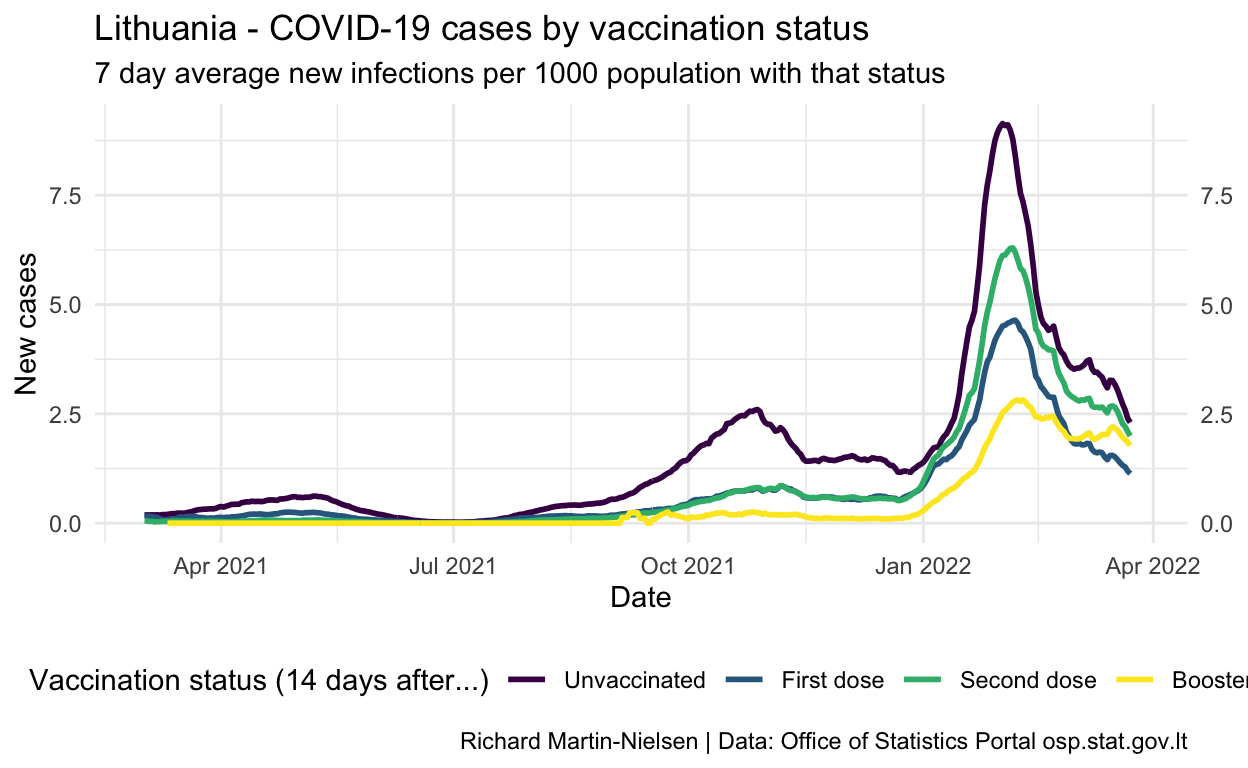 Lithuania - COVID-19 cases by vaccination status
7 day average new infections per 1000 population with that status
New cases
7.5 7.5
5.0 5.0
2.5 2.5
0.0 0.0
Apr 2021 Jul 2021 Oct 2021 Jan 2022 Apr 2022
Date
Vaccination status (14 days after...) Unvaccinated First dose Second dose Booster
Richard Martin-Nielsen | Data: Office of Statistics Portal osp.stat.gov.lt